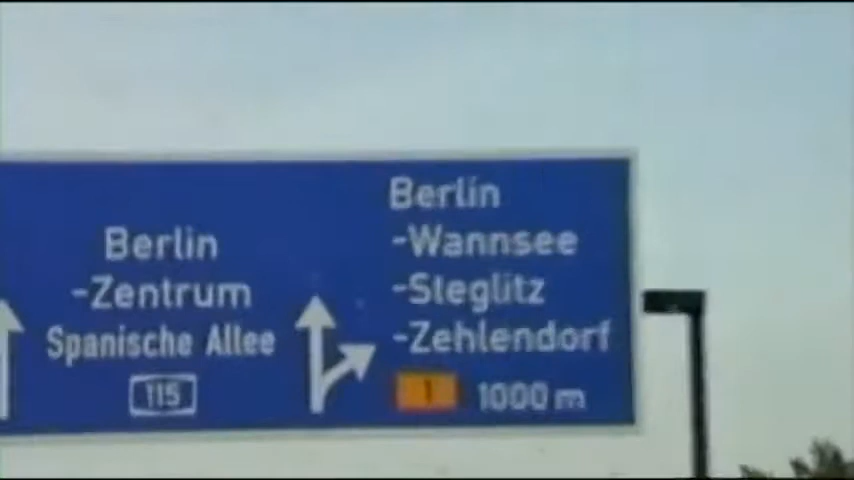 Berlin
-Zentrum
Spanische Allee
115
Berlin
-Wannsee
-Steglitz
-Zehlendorf
1 1000 m